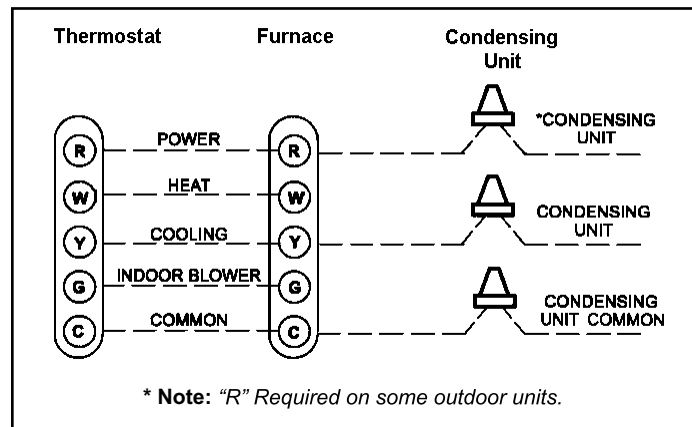 Thermostat Furnace Condensing
Unit
R POWER R *CONDENSING
UNIT
W HEAT W
Y COOLING Y CONDENSING
UNIT
G INDOOR BLOWER G
C COMMON C CONDENSING
UNIT COMMON
* Note: “R” Required on some outdoor units.